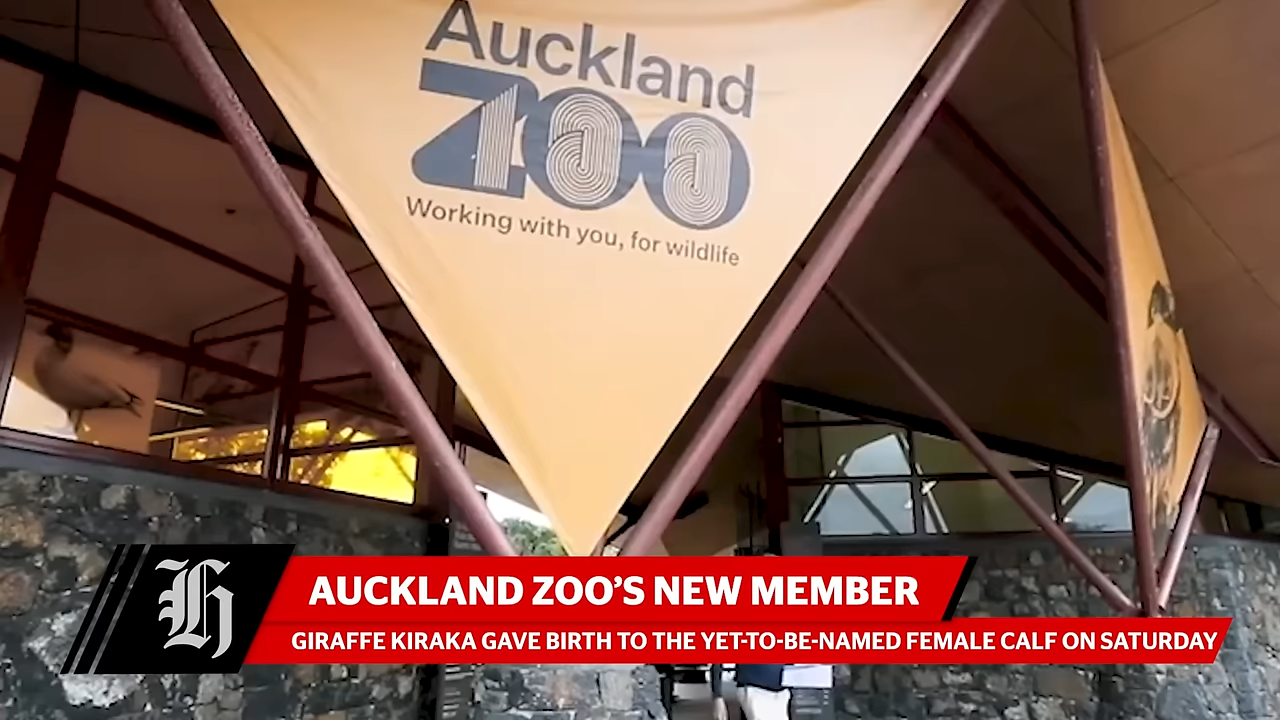 Auckland
ZOO
Working with you, for wildlife
H
AUCKLAND ZOO’S NEW MEMBER
GIRAFFE KIRAKA GAVE BIRTH TO THE YET-TO-BE-NAMED FEMALE CALF ON SATURDAY